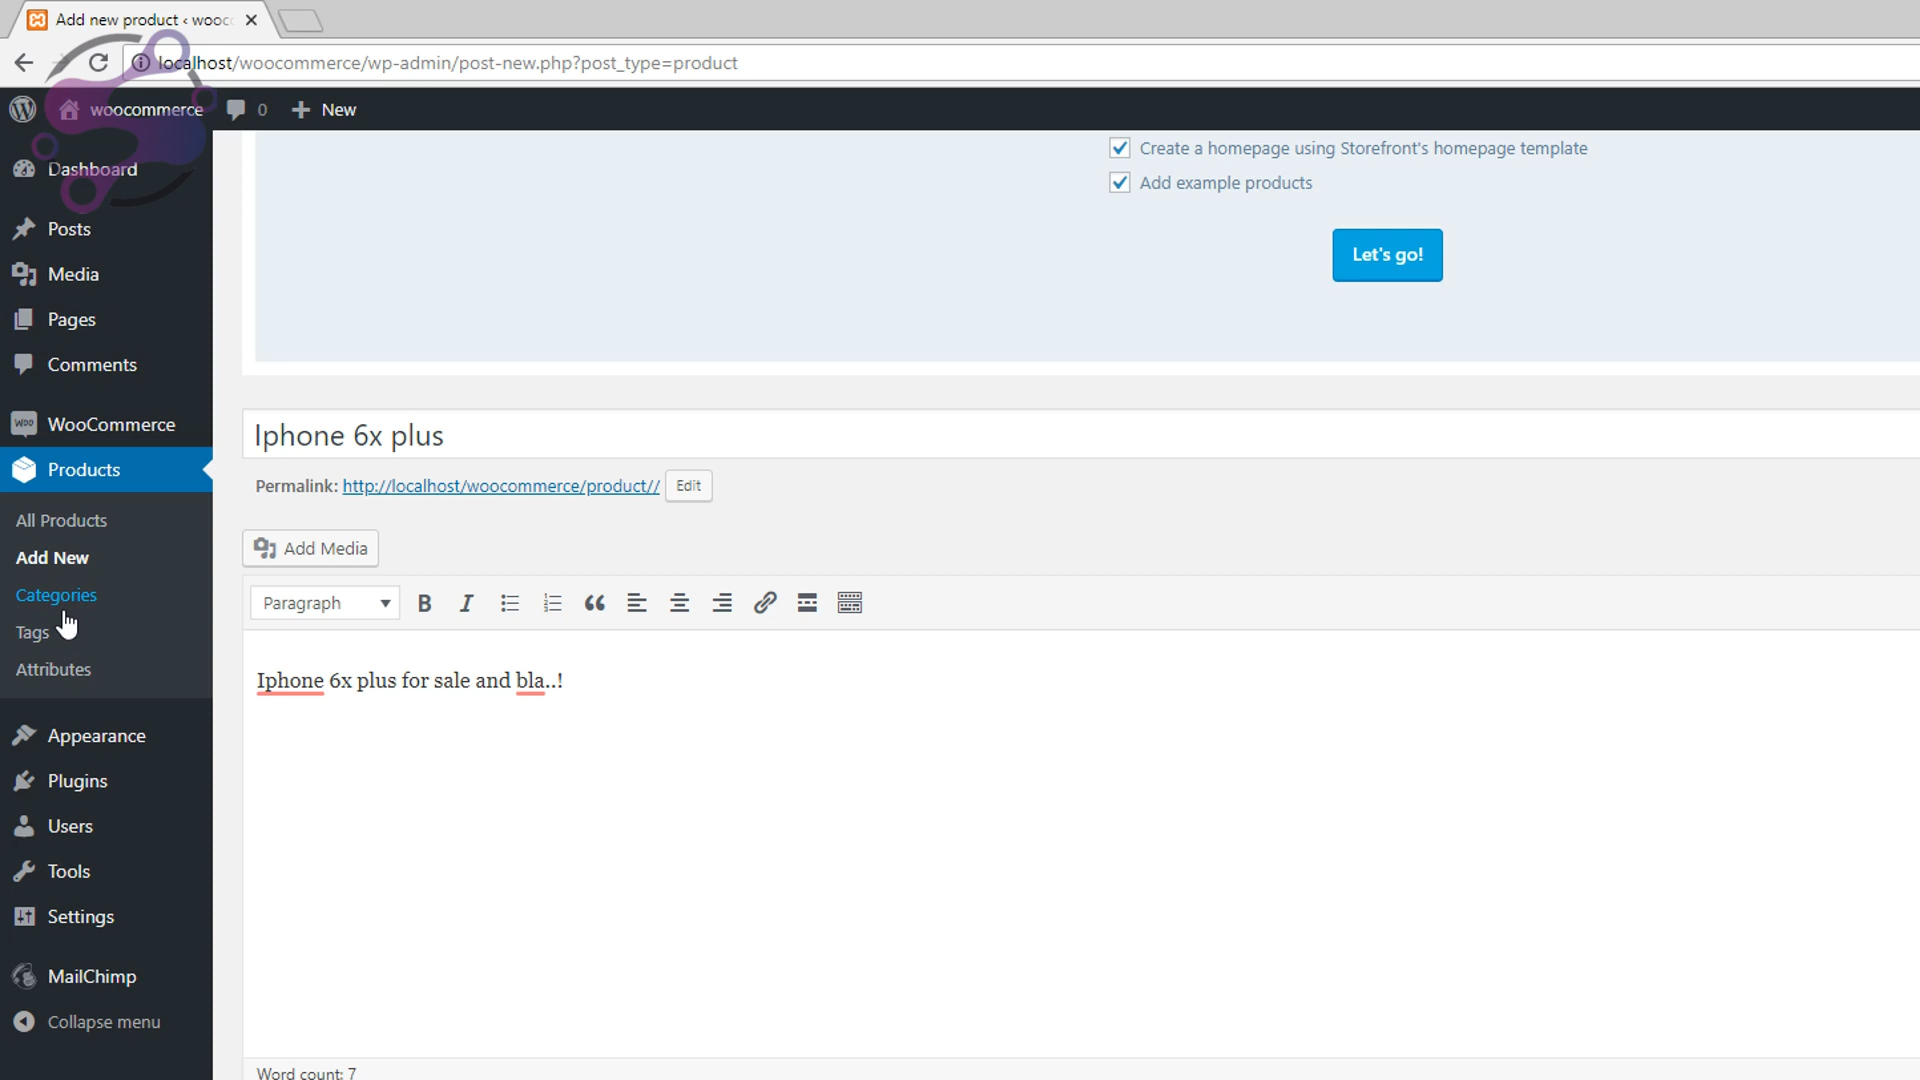 Add new product ‹ wooc
localhost/woocommerce/wp-admin/post-new.php?post_type=product
woocommerce 0 New
Dashboard
Posts
Media
Pages
Comments
WooCommerce
Products
All Products
Add New
Categories
Tags
Attributes
Appearance
Plugins
Users
Tools
Settings
MailChimp
Collapse menu
Create a homepage using Storefront's homepage template
Add example products
Let's go!
Iphone 6x plus
Permalink: http://localhost/woocommerce/product// Edit
Add Media
Paragraph B I
Iphone 6x plus for sale and bla..!
Word count: 7